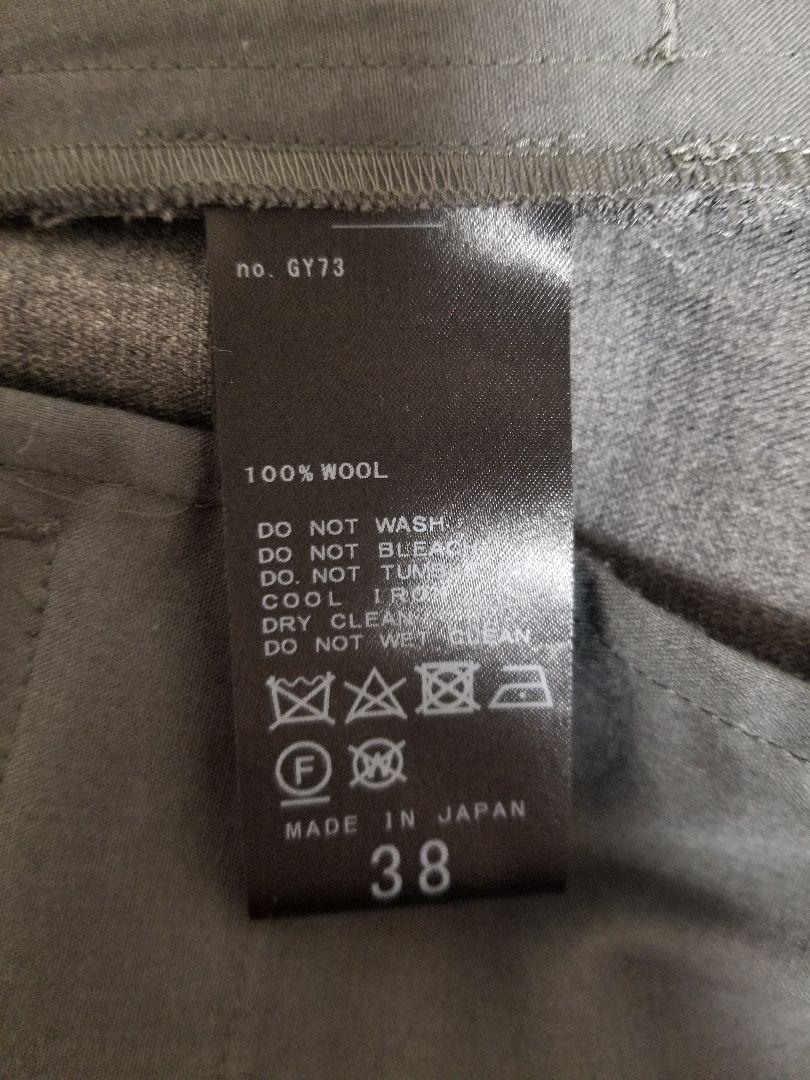 no. GY73
100% WOOL
DO NOT WASH
DO NOT BLEACH
DO. NOT
COOL IRON
DRY CLEAN
DO NOT WET CLEAN
F
W
MADE IN JAPAN
38